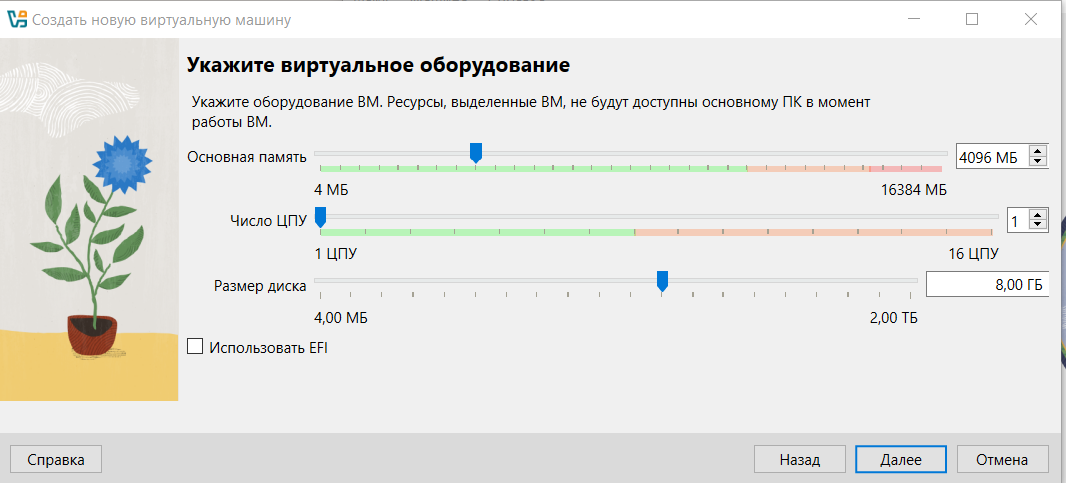 Создать новую виртуальную машину
Укажите виртуальное оборудование
Укажите оборудование ВМ. Ресурсы, выделенные ВМ, не будут доступны основному ПК в момент
работы ВМ.
Основная память
4096 МБ
4 МБ
16384 МБ
Число ЦПУ
1
1 ЦПУ
16 ЦПУ
Размер диска
8,00 ГБ
4,00 МБ
2,00 ТБ
Использовать EFI
Справка
Назад
Далее
Отмена